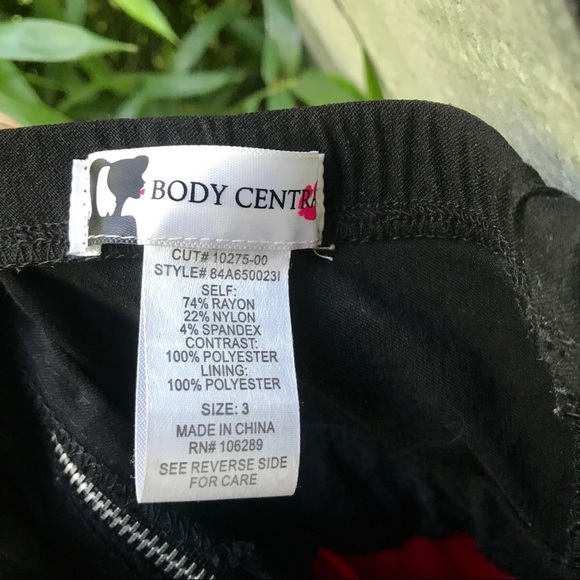 BODY CENTRA
CUT# 10275-00
STYLE# 84A650023I
SELF:
74% RAYON
22% NYLON
4% SPANDEX
CONTRAST:
100% POLYESTER
LINING:
100% POLYESTER
SIZE: 3
MADE IN CHINA
RN# 106289
SEE REVERSE SIDE
FOR CARE